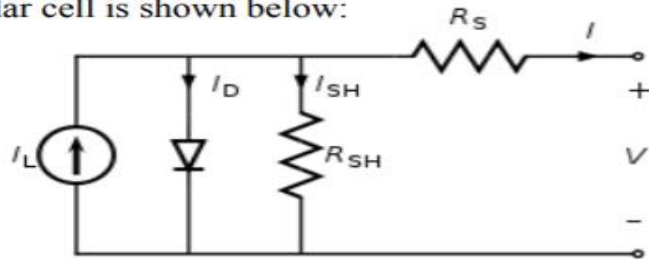 lar cell is shown below:
RS
I
ID
ISH
+
IL
RSH
V
−